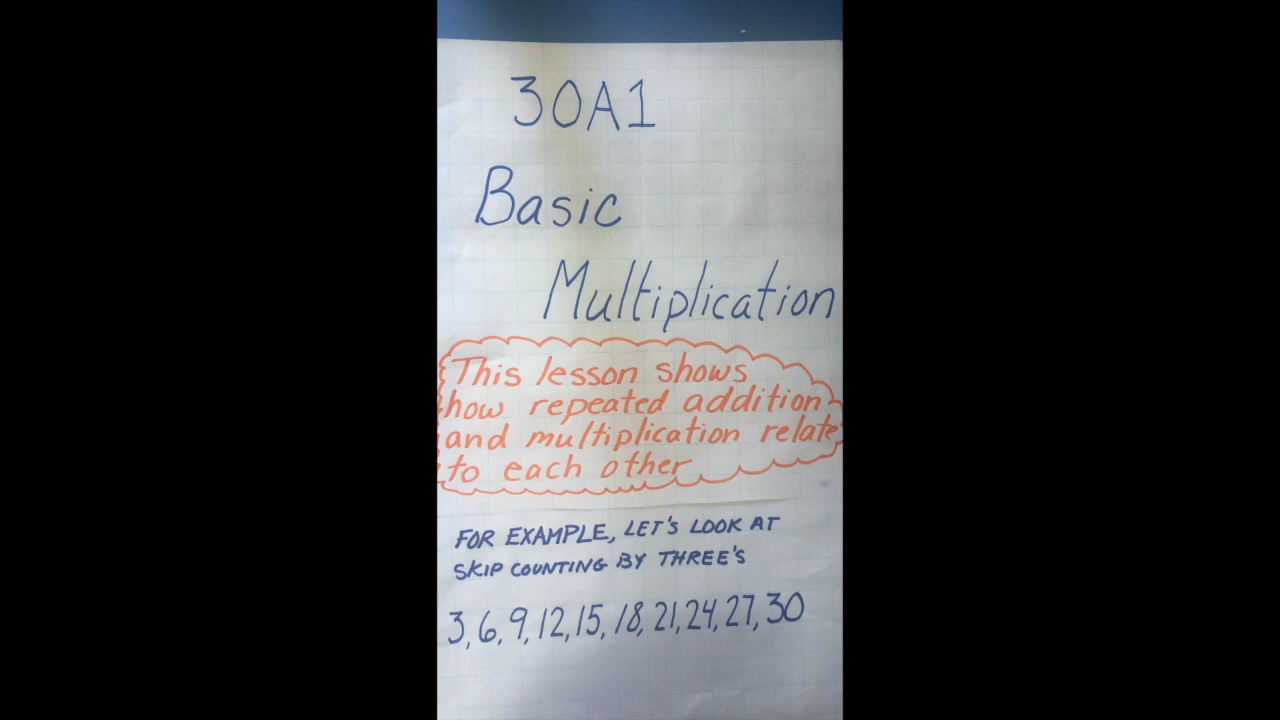 30A1
Basic
Multiplication
This lesson shows
how repeated addition
and multiplication relate
to each other
FOR EXAMPLE, LET'S LOOK AT
SKIP COUNTING BY THREE'S
3, 6, 9, 12, 15, 18, 21, 24, 27, 30